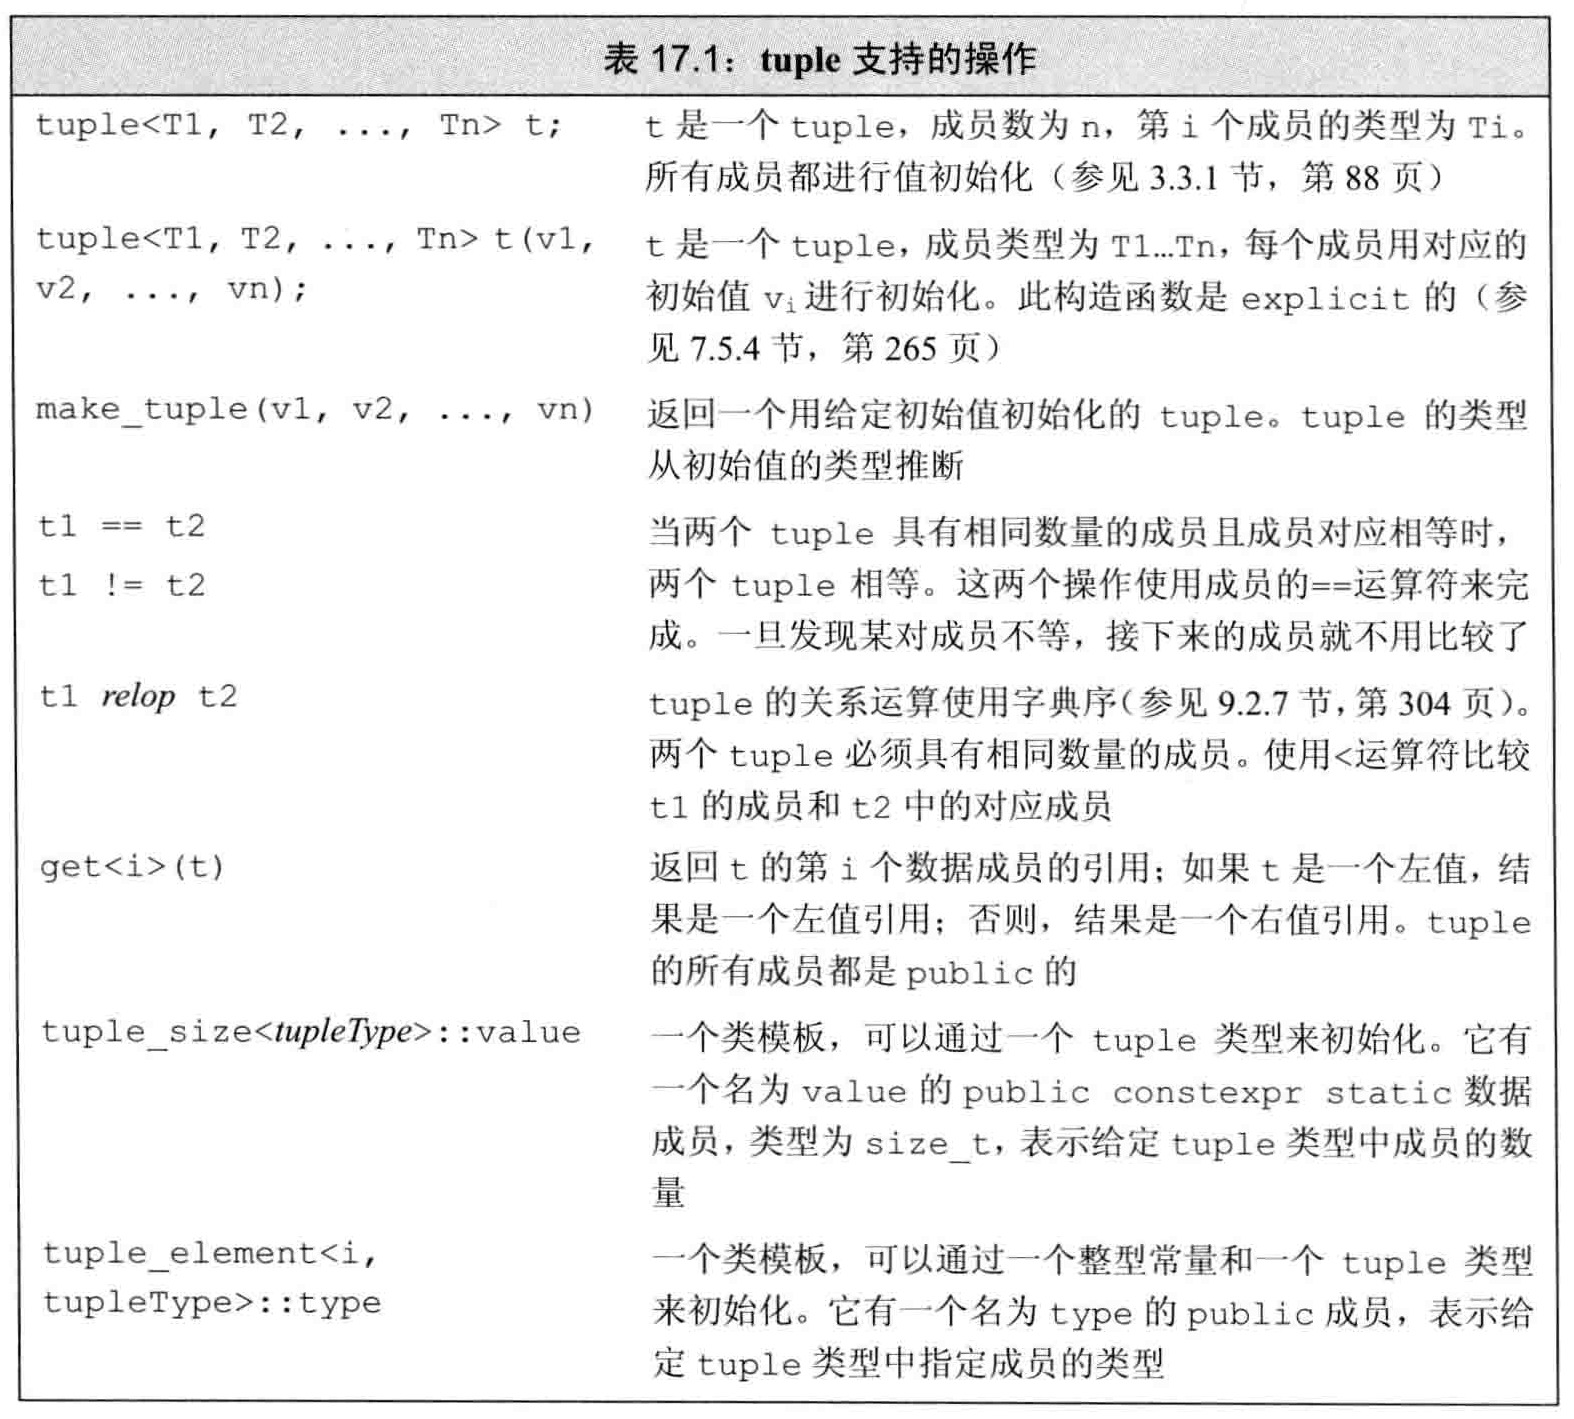 表 17.1：tuple 支持的操作
tuple<T1, T2, ..., Tn> t;
t 是一个 tuple，成员数为 n，第 i 个成员的类型为 Ti。
所有成员都进行值初始化（参见 3.3.1 节，第 88 页）
tuple<T1, T2, ..., Tn> t(v1,
v2, ..., vn);
t 是一个 tuple，成员类型为 T1…Tn，每个成员用对应的
初始值 vi 进行初始化。此构造函数是 explicit 的（参
见 7.5.4 节，第 265 页）
make_tuple(v1, v2, ..., vn)
返回一个用给定初始值初始化的 tuple。tuple 的类型
从初始值的类型推断
t1 == t2
t1 != t2
当两个 tuple 具有相同数量的成员且成员对应相等时，
两个 tuple 相等。这两个操作使用成员的==运算符来完
成。一旦发现某对成员不等，接下来的成员就不用比较了
t1 relop t2
tuple 的关系运算使用字典序（参见 9.2.7 节，第 304 页）。
两个 tuple 必须具有相同数量的成员。使用<运算符比较
t1 的成员和 t2 中的对应成员
get<i>(t)
返回 t 的第 i 个数据成员的引用；如果 t 是一个左值，结
果是一个左值引用；否则，结果是一个右值引用。tuple
的所有成员都是 public 的
tuple_size<tupleType>::value
一个类模板，可以通过一个 tuple 类型来初始化。它有
一个名为 value 的 public constexpr static 数据
成员，类型为 size_t，表示给定 tuple 类型中成员的数
量
tuple_element<i,
tupleType>::type
一个类模板，可以通过一个整型常量和一个 tuple 类型
来初始化。它有一个名为 type 的 public 成员，表示给
定 tuple 类型中指定成员的类型